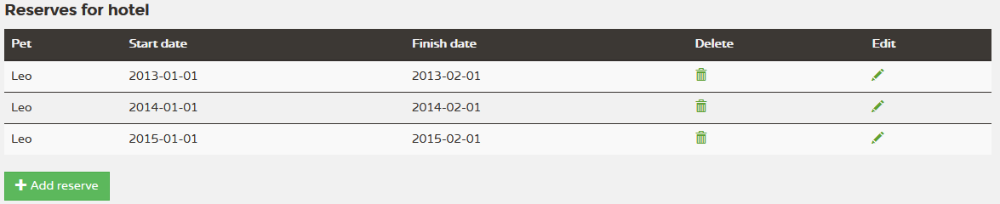 Reserves for hotel
Pet Start date Finish date Delete Edit
Leo 2013-01-01 2013-02-01
Leo 2014-01-01 2014-02-01
Leo 2015-01-01 2015-02-01
Add reserve